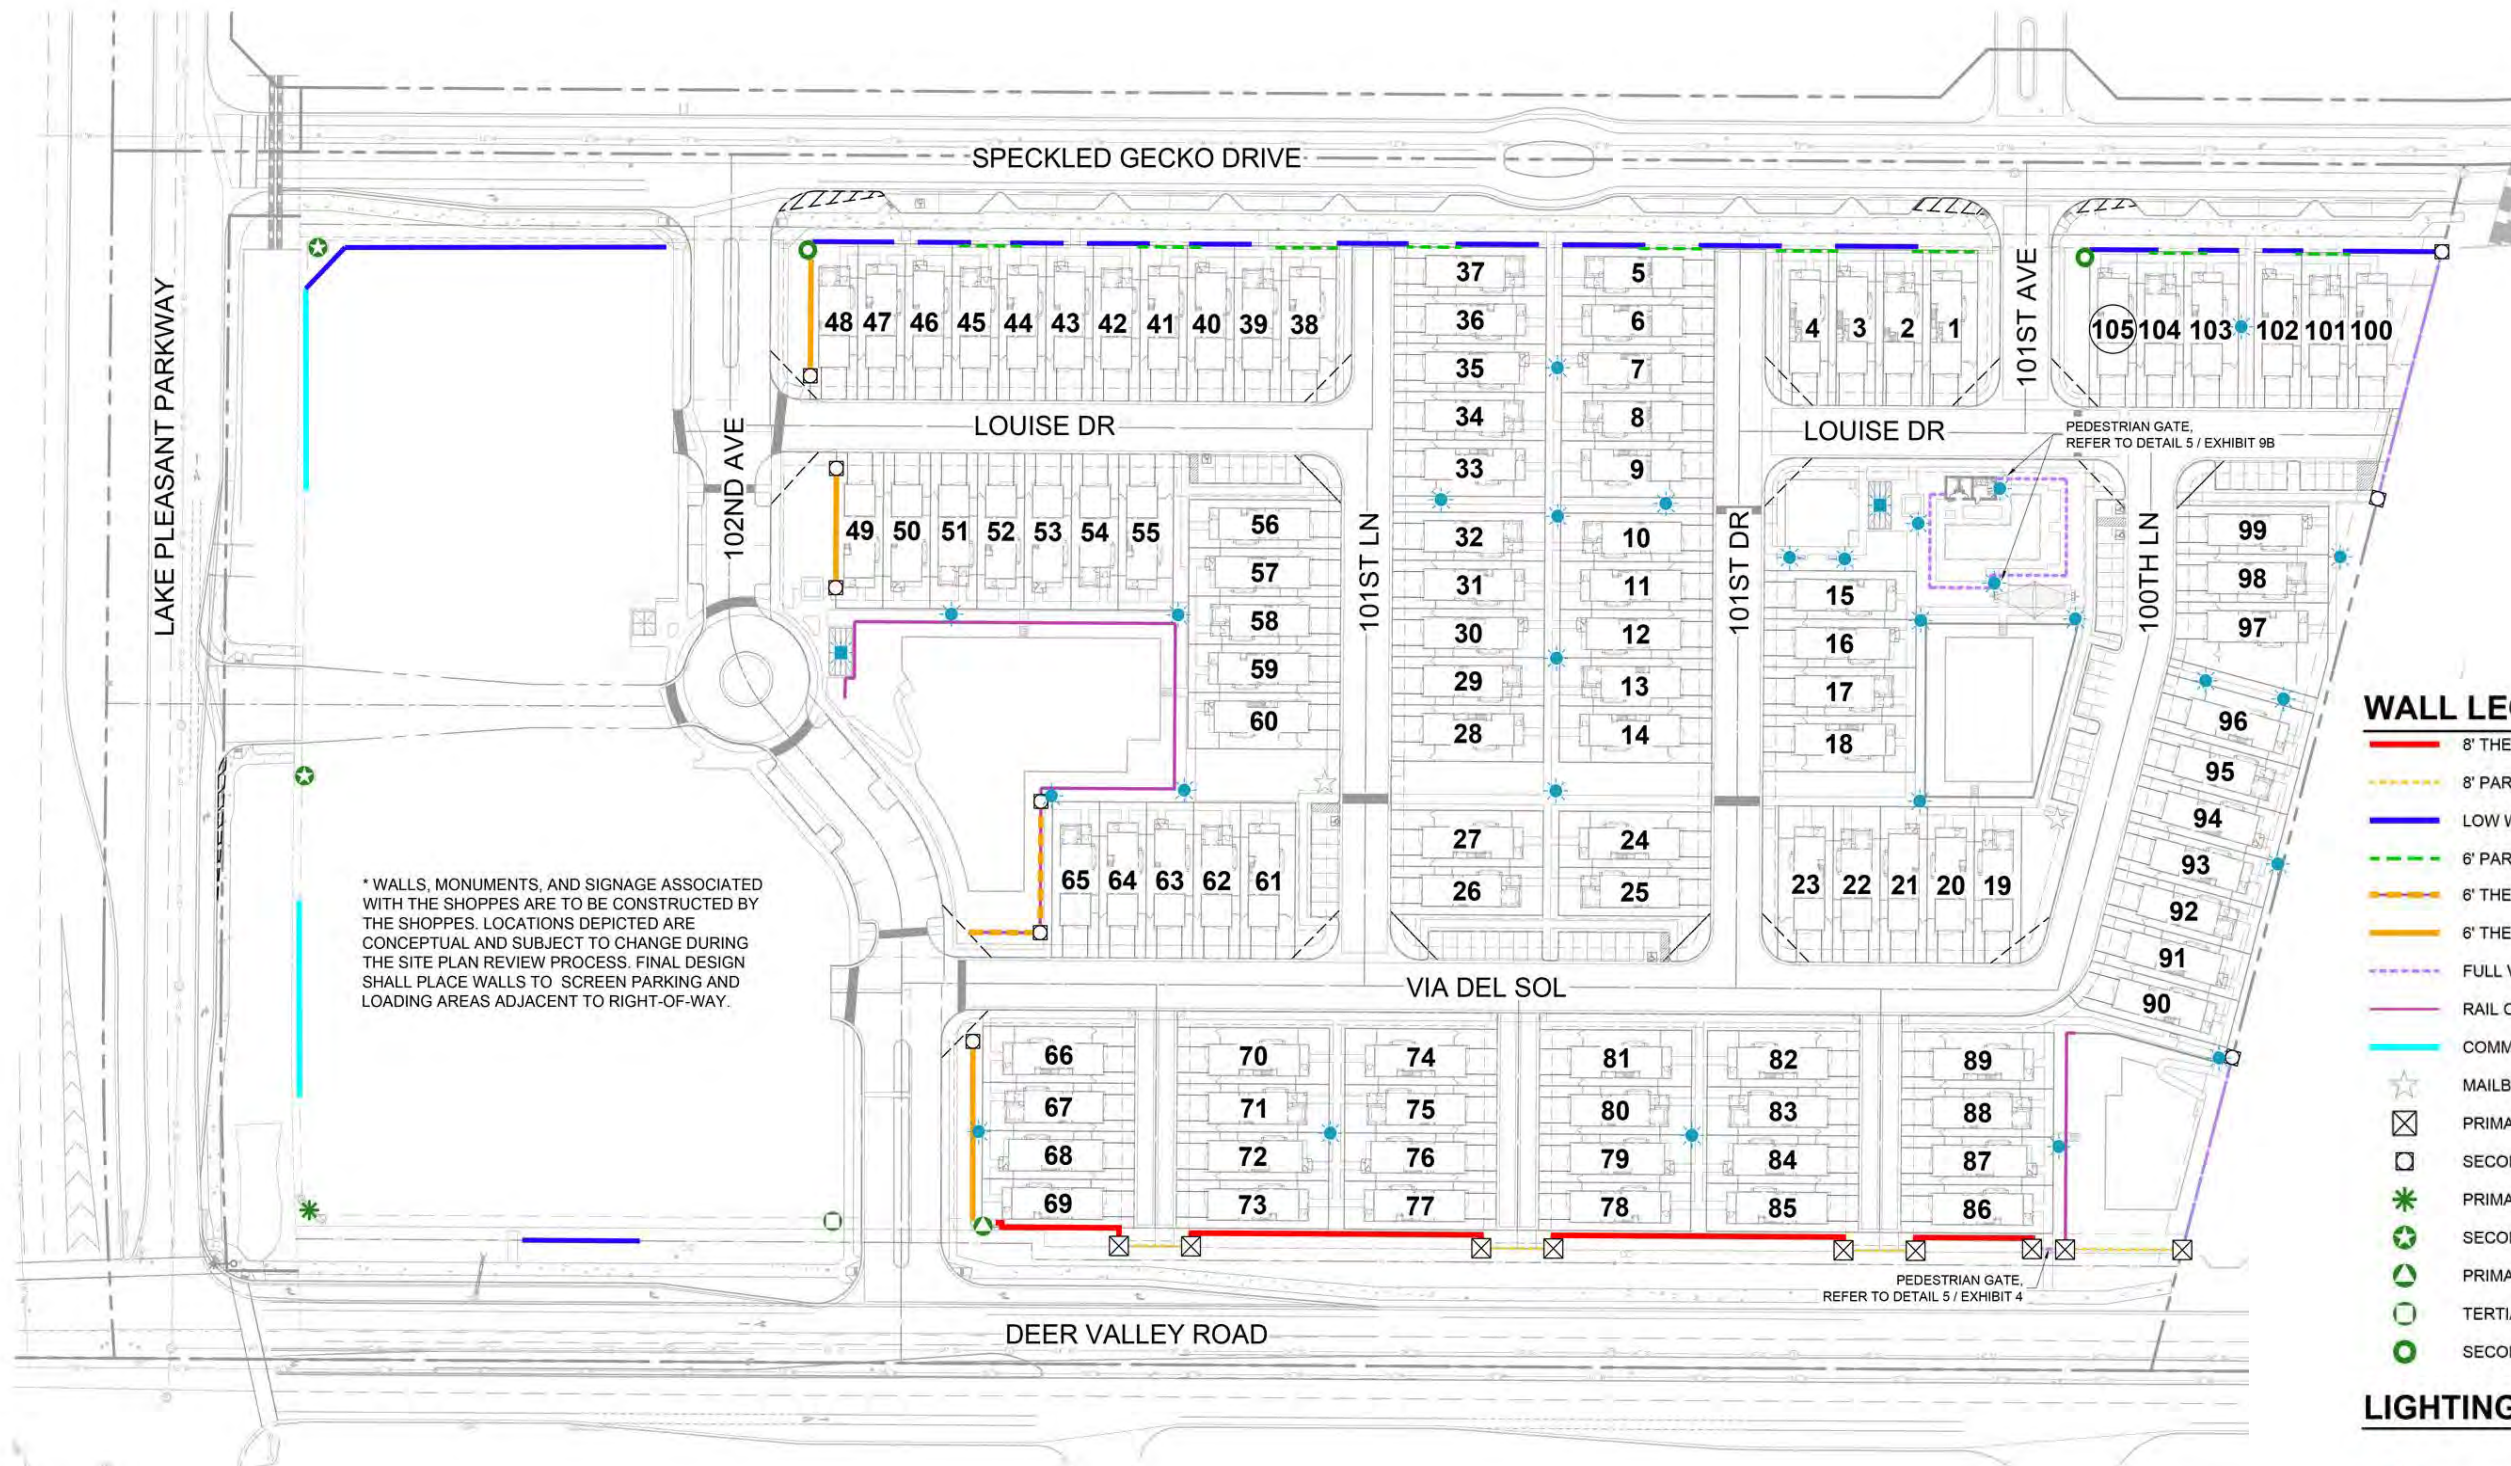 SPECKLED GECKO DRIVE
LAKE PLEASANT PARKWAY
102ND AVE
101ST AVE
48 47 46 45 44 43 42 41 40 39 38
37 5
36 6
35 7
34 8
33 9
4 3 2 1
105 104 103 102 101 100
LOUISE DR
LOUISE DR
PEDESTRIAN GATE,
REFER TO DETAIL 5 / EXHIBIT 9B
49 50 51 52 53 54 55
56
57
58
59
60
101ST LN
32 10
31 11
30 12
29 13
28 14
101ST DR
15
16
17
18
100TH LN
99
98
97
96
95
94
93
92
91
90
65 64 63 62 61
27 24
26 25
23 22 21 20 19
* WALLS, MONUMENTS, AND SIGNAGE ASSOCIATED
WITH THE SHOPPES ARE TO BE CONSTRUCTED BY
THE SHOPPES. LOCATIONS DEPICTED ARE
CONCEPTUAL AND SUBJECT TO CHANGE DURING
THE SITE PLAN REVIEW PROCESS. FINAL DESIGN
SHALL PLACE WALLS TO SCREEN PARKING AND
LOADING AREAS ADJACENT TO RIGHT-OF-WAY.
VIA DEL SOL
66 70 74 81 82 89
67 71 75 80 83 88
68 72 76 79 84 87
69 73 77 78 85 86
PEDESTRIAN GATE,
REFER TO DETAIL 5 / EXHIBIT 4
DEER VALLEY ROAD
WALL LE
8' THE
8' PAR
LOW
6' PAR
6' THE
6' THE
FULL
RAIL
COMM
MAILB
PRIMA
SECO
PRIMA
SECO
PRIMA
TERTI
SECO
LIGHTING